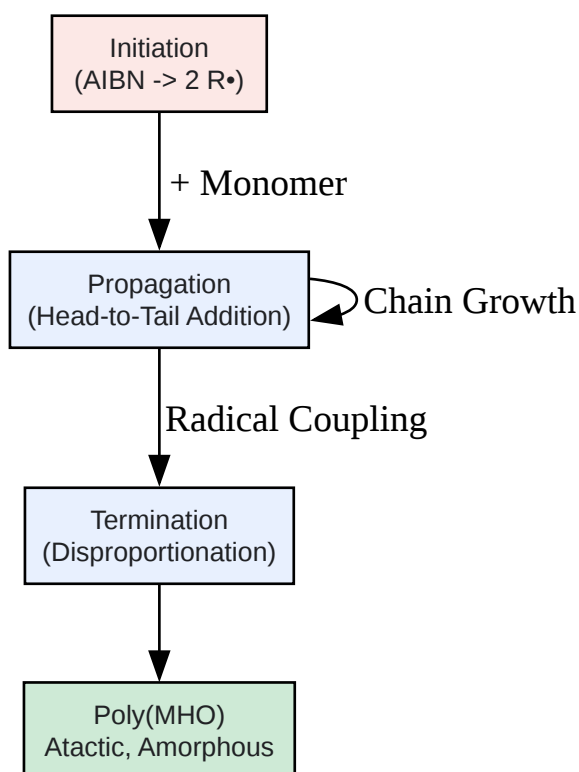 Initiation
(AIBN -> 2 R•)
+ Monomer
Propagation
(Head-to-Tail Addition)
Chain Growth
Radical Coupling
Termination
(Disproportionation)
Poly(MHO)
Atactic, Amorphous